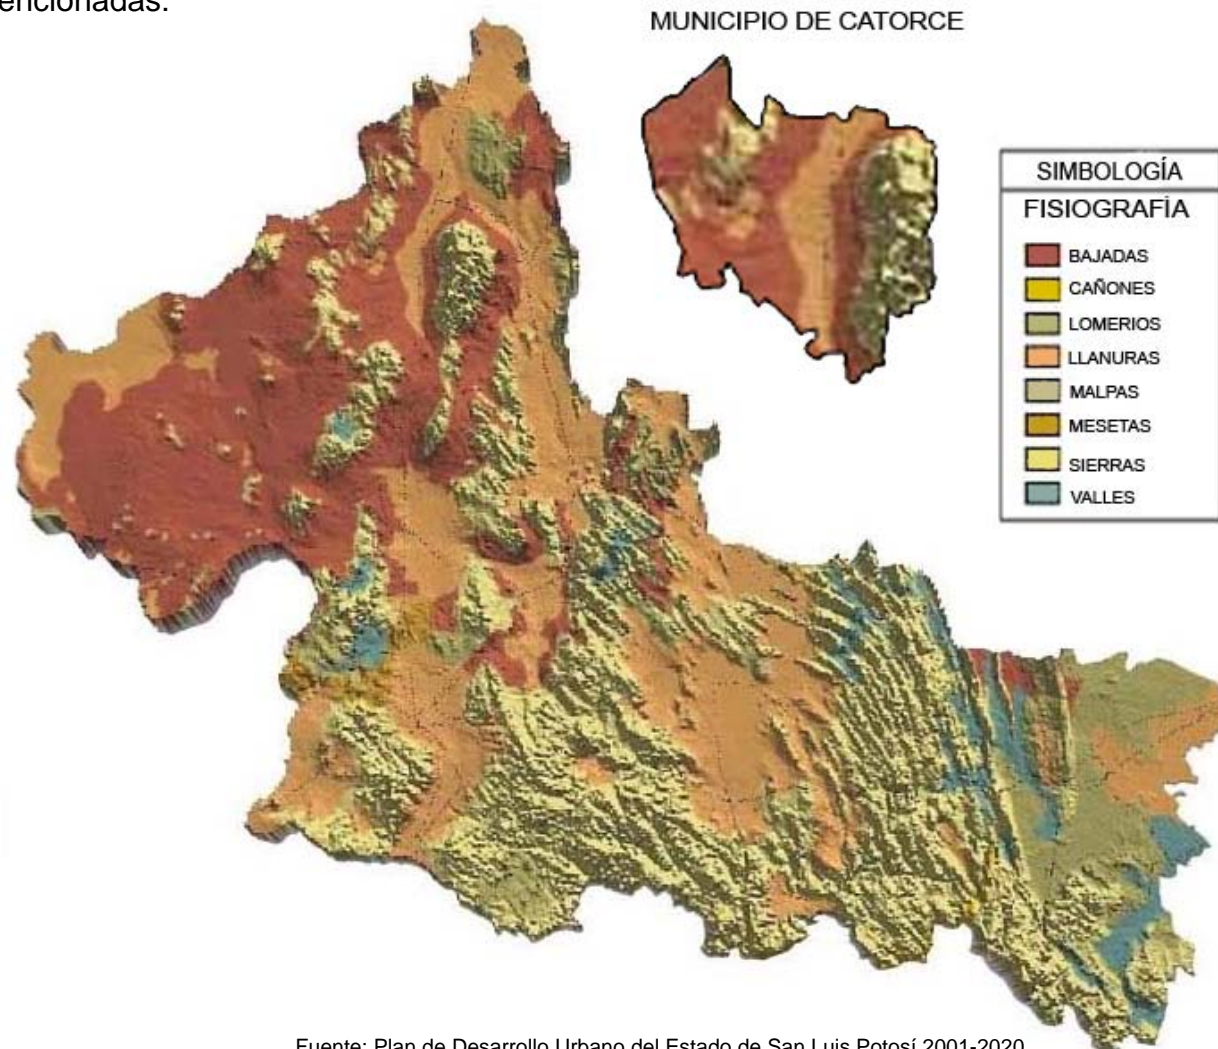 encionadas.
MUNICIPIO DE CATORCE
SIMBOLOGÍA
FISIOGRAFÍA
BAJADAS
CAÑONES
LOMERIOS
LLANURAS
MALPAS
MESETAS
SIERRAS
VALLES
Fuente: Plan de Desarrollo Urbano del Estado de San Luis Potosí 2001-2020